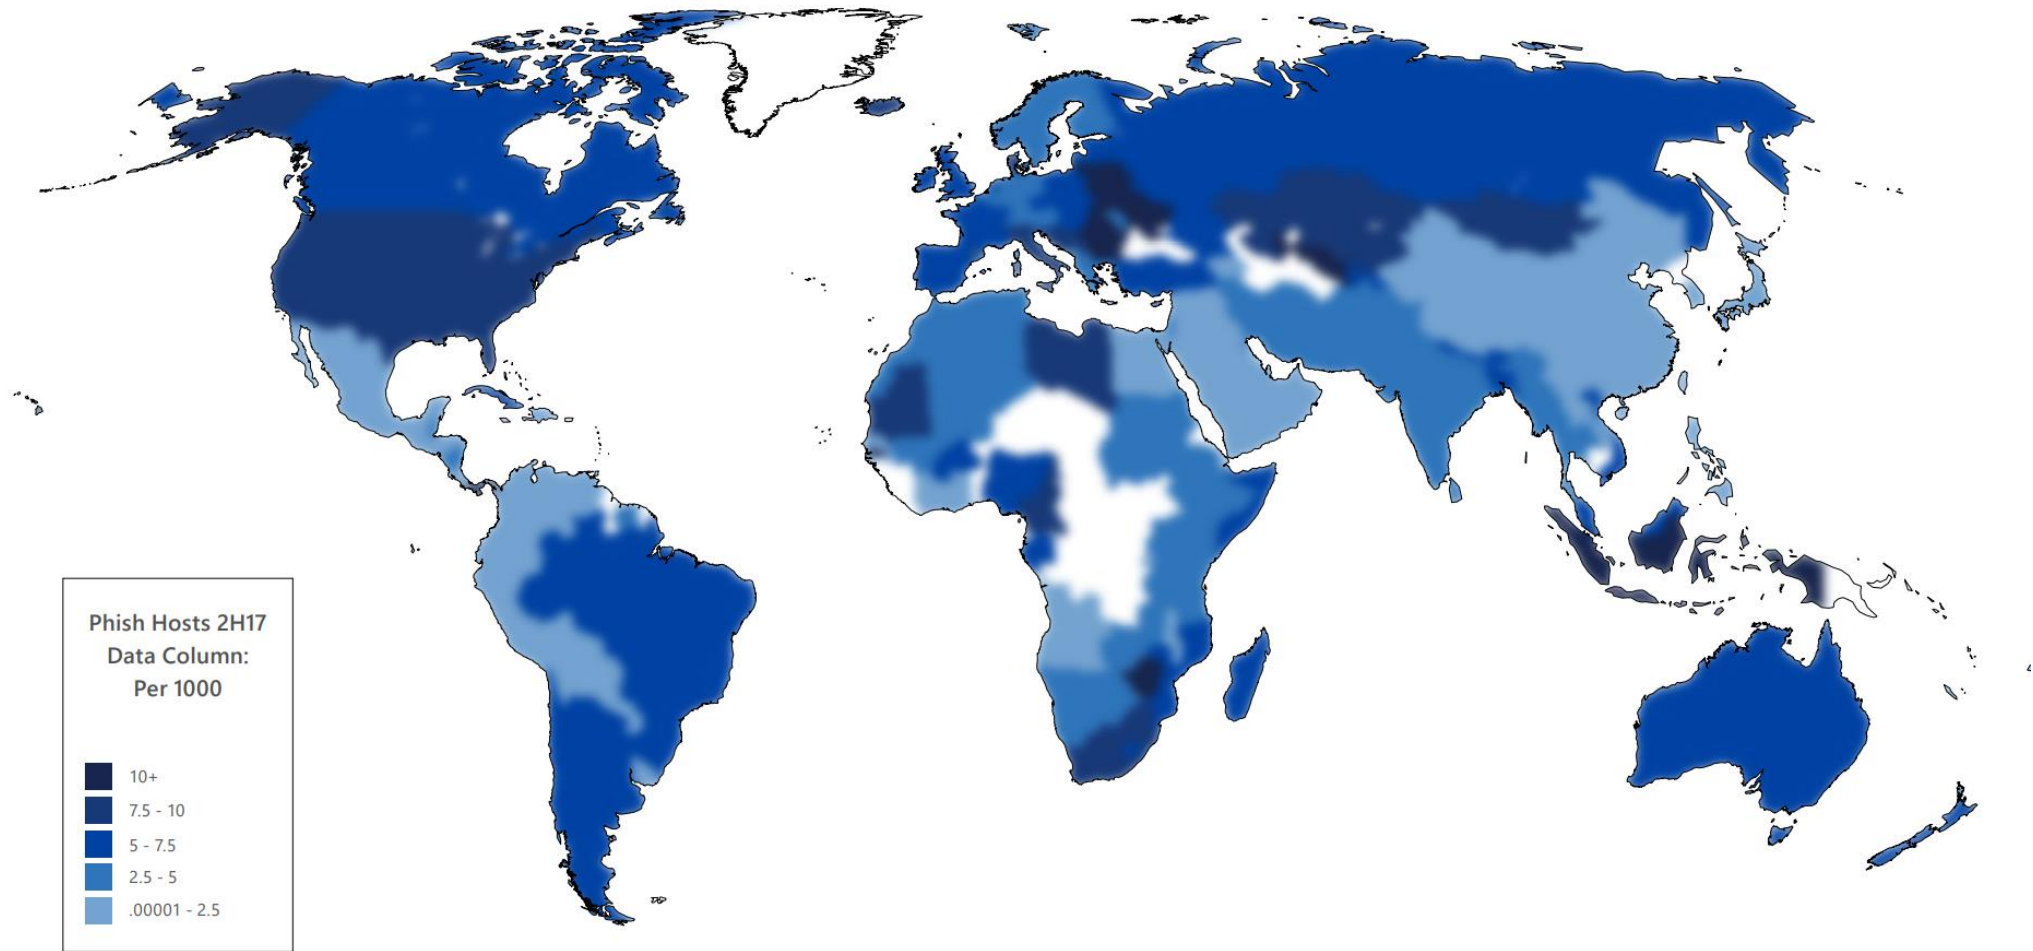 Phish Hosts 2H17
Data Column:
Per 1000
10+
7.5 - 10
5 - 7.5
2.5 - 5
.00001 - 2.5